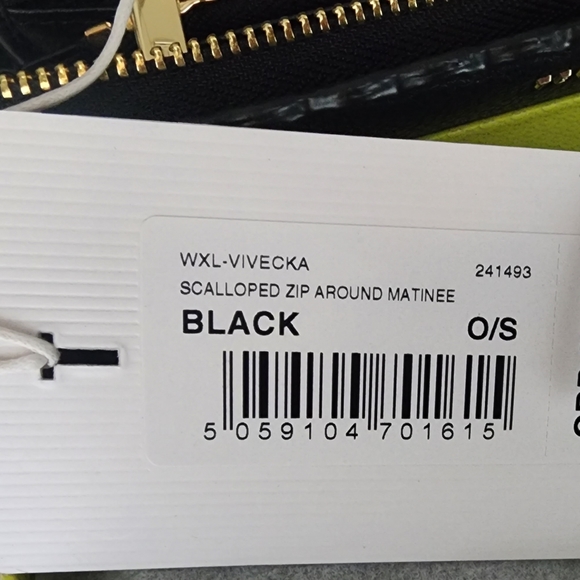 WXL-VIVECKA 241493
SCALLOPED ZIP AROUND MATINEE
BLACK O/S
5 059104 701615